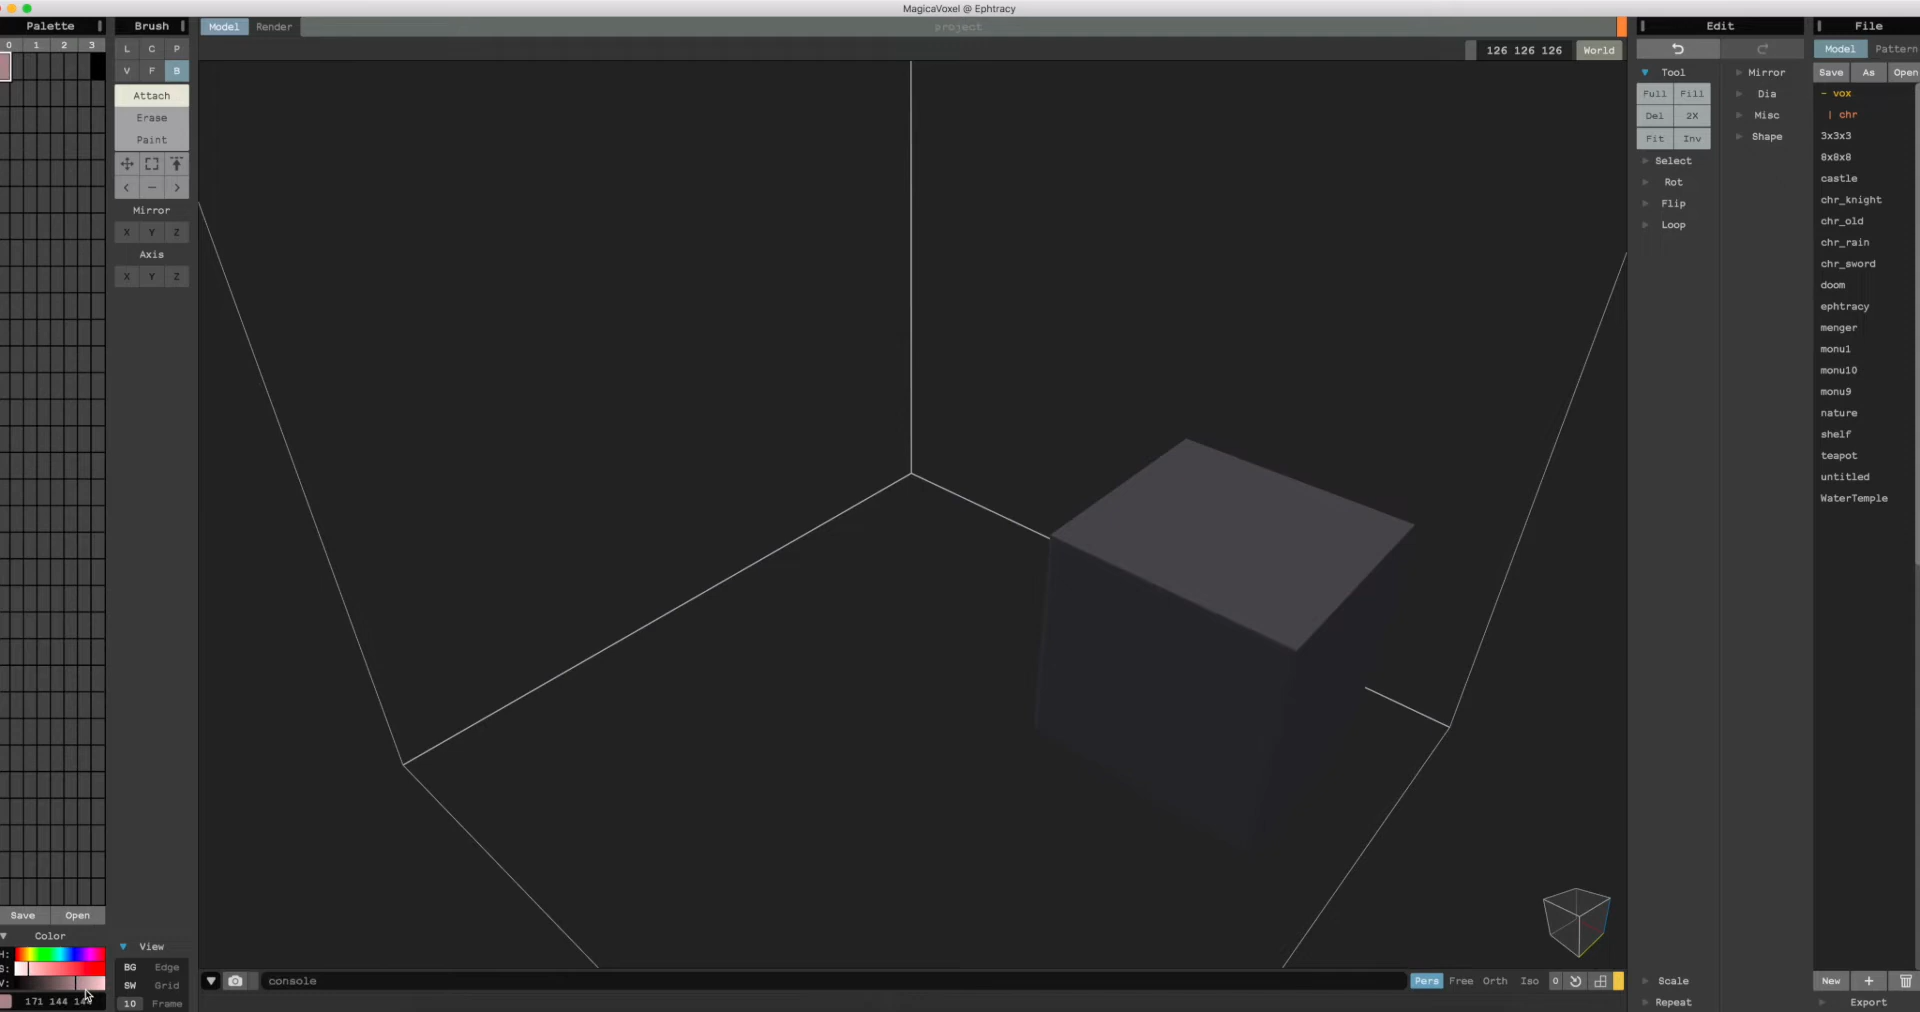 MagicaVoxel @ Ephtracy
Palette
0 1 2 3
Save Open
Color
H:
S:
V:
171 144
Brush
L C P
V F B
Attach
Erase
Paint
< — >
Mirror
X Y Z
Axis
X Y Z
View
BG Edge
SW Grid
10 Frame
Model Render project
126 126 126 World
console Pers Free Orth Iso 0
Edit
Tool
Full Fill
Del 2X
Fit Inv
Select
Rot
Flip
Loop
Mirror
Dia
Misc
Shape
Scale
Repeat
File
Model Pattern
Save As Open
- vox
| chr
3x3x3
8x8x8
castle
chr_knight
chr_old
chr_rain
chr_sword
doom
ephtracy
menger
monu1
monu10
monu9
nature
shelf
teapot
untitled
WaterTemple
New +
Export